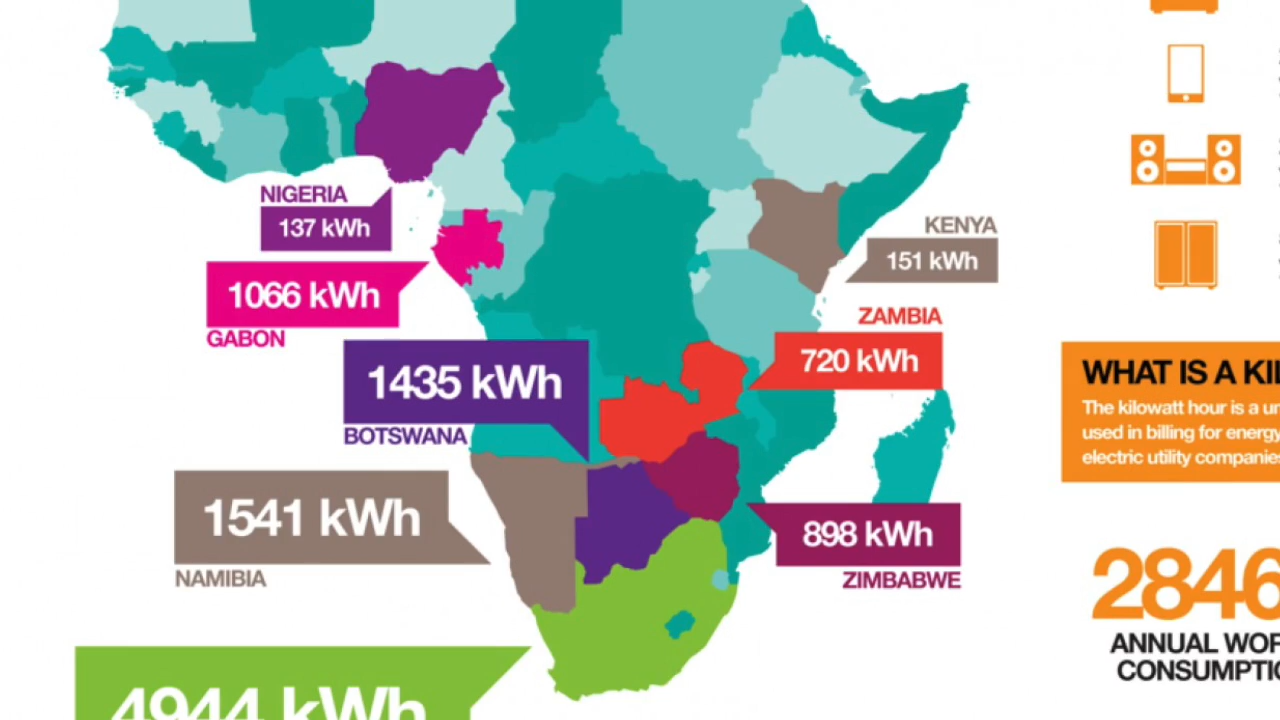 NIGERIA
137 kWh
1066 kWh
GABON
KENYA
151 kWh
ZAMBIA
720 kWh
1435 kWh
BOTSWANA
1541 kWh
NAMIBIA
898 kWh
ZIMBABWE
4944 kWh
WHAT IS A KI
The kilowatt hour is a
used in billing for energy
electric utility companies
2846
ANNUAL
CONSUMPTI